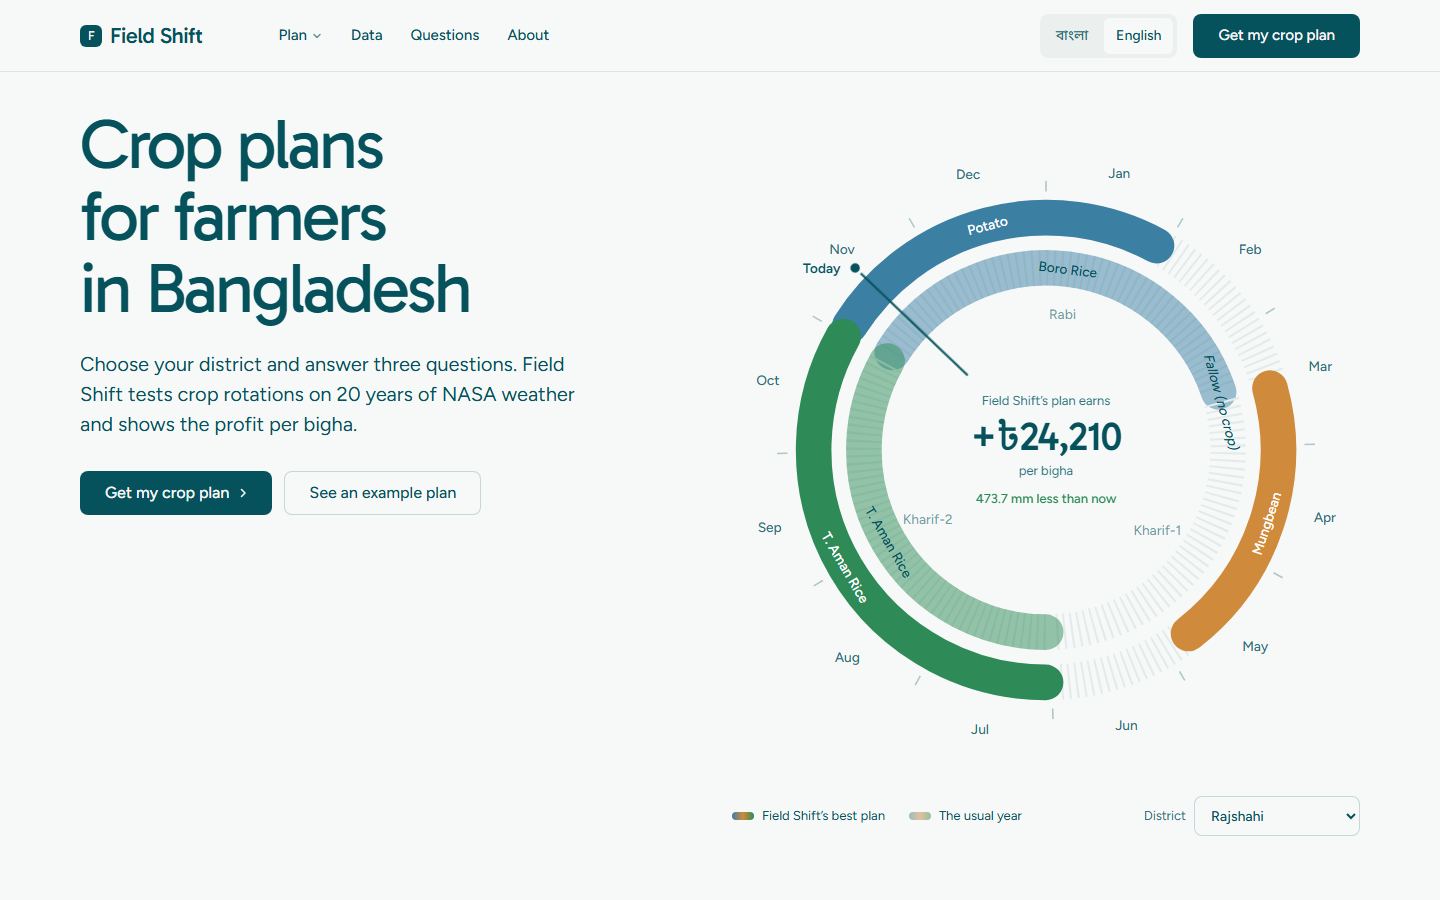 F Field Shift
Plan
Data
Questions
About
বাংলা
English
Get my crop plan
Crop plans
for farmers
in Bangladesh
Choose your district and answer three questions. Field
Shift tests crop rotations on 20 years of NASA weather
and shows the profit per bigha.
Get my crop plan
See an example plan
Dec
Jan
Nov
Today
Feb
Oct
Mar
Sep
Apr
Aug
May
Jul
Jun
Potato
Boro Rice
Rabi
Fallow (no crop)
Mungbean
T. Aman Rice
T. Aman Rice
Kharif-2
Kharif-1
Field Shift's plan earns
+৳24,210
per bigha
473.7 mm less than now
Field Shift's best plan
The usual year
District
Rajshahi